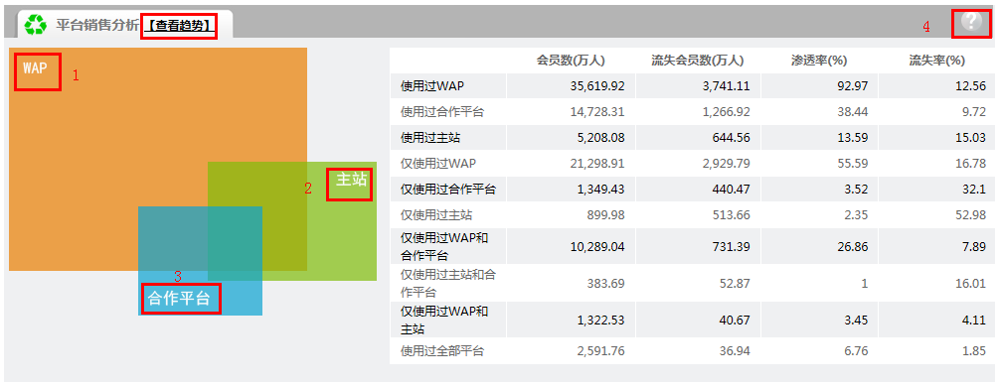 平台销售分析【查看趋势】
4
?
WAP
1
主站
2
3
合作平台
会员数(万人) 流失会员数(万人) 渗透率(%) 流失率(%)
使用过WAP 35,619.92 3,741.11 92.97 12.56
使用过合作平台 14,728.31 1,266.92 38.44 9.72
使用过主站 5,208.08 644.56 13.59 15.03
仅使用过WAP 21,298.91 2,929.79 55.59 16.78
仅使用过合作平台 1,349.43 440.47 3.52 32.1
仅使用过主站 899.98 513.66 2.35 52.98
仅使用过WAP和
合作平台 10,289.04 731.39 26.86 7.89
仅使用过主站和合
作平台 383.69 52.87 1 16.01
仅使用过WAP和
主站 1,322.53 40.67 3.45 4.11
使用过全部平台 2,591.76 36.94 6.76 1.85